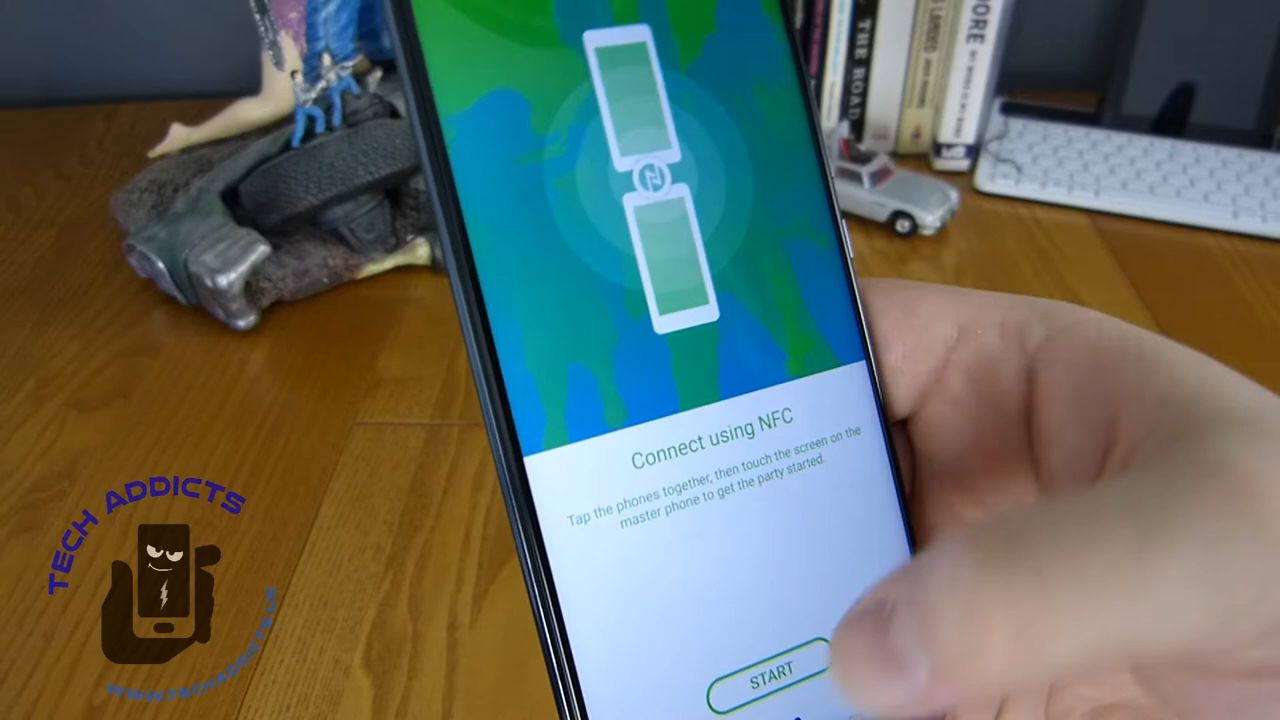 THE ROAD
Connect using NFC
Tap the phones together, then touch the screen on the
master phone to get the party started.
START
TECH ADDICTS
WWW.TECHADDICTS.UK